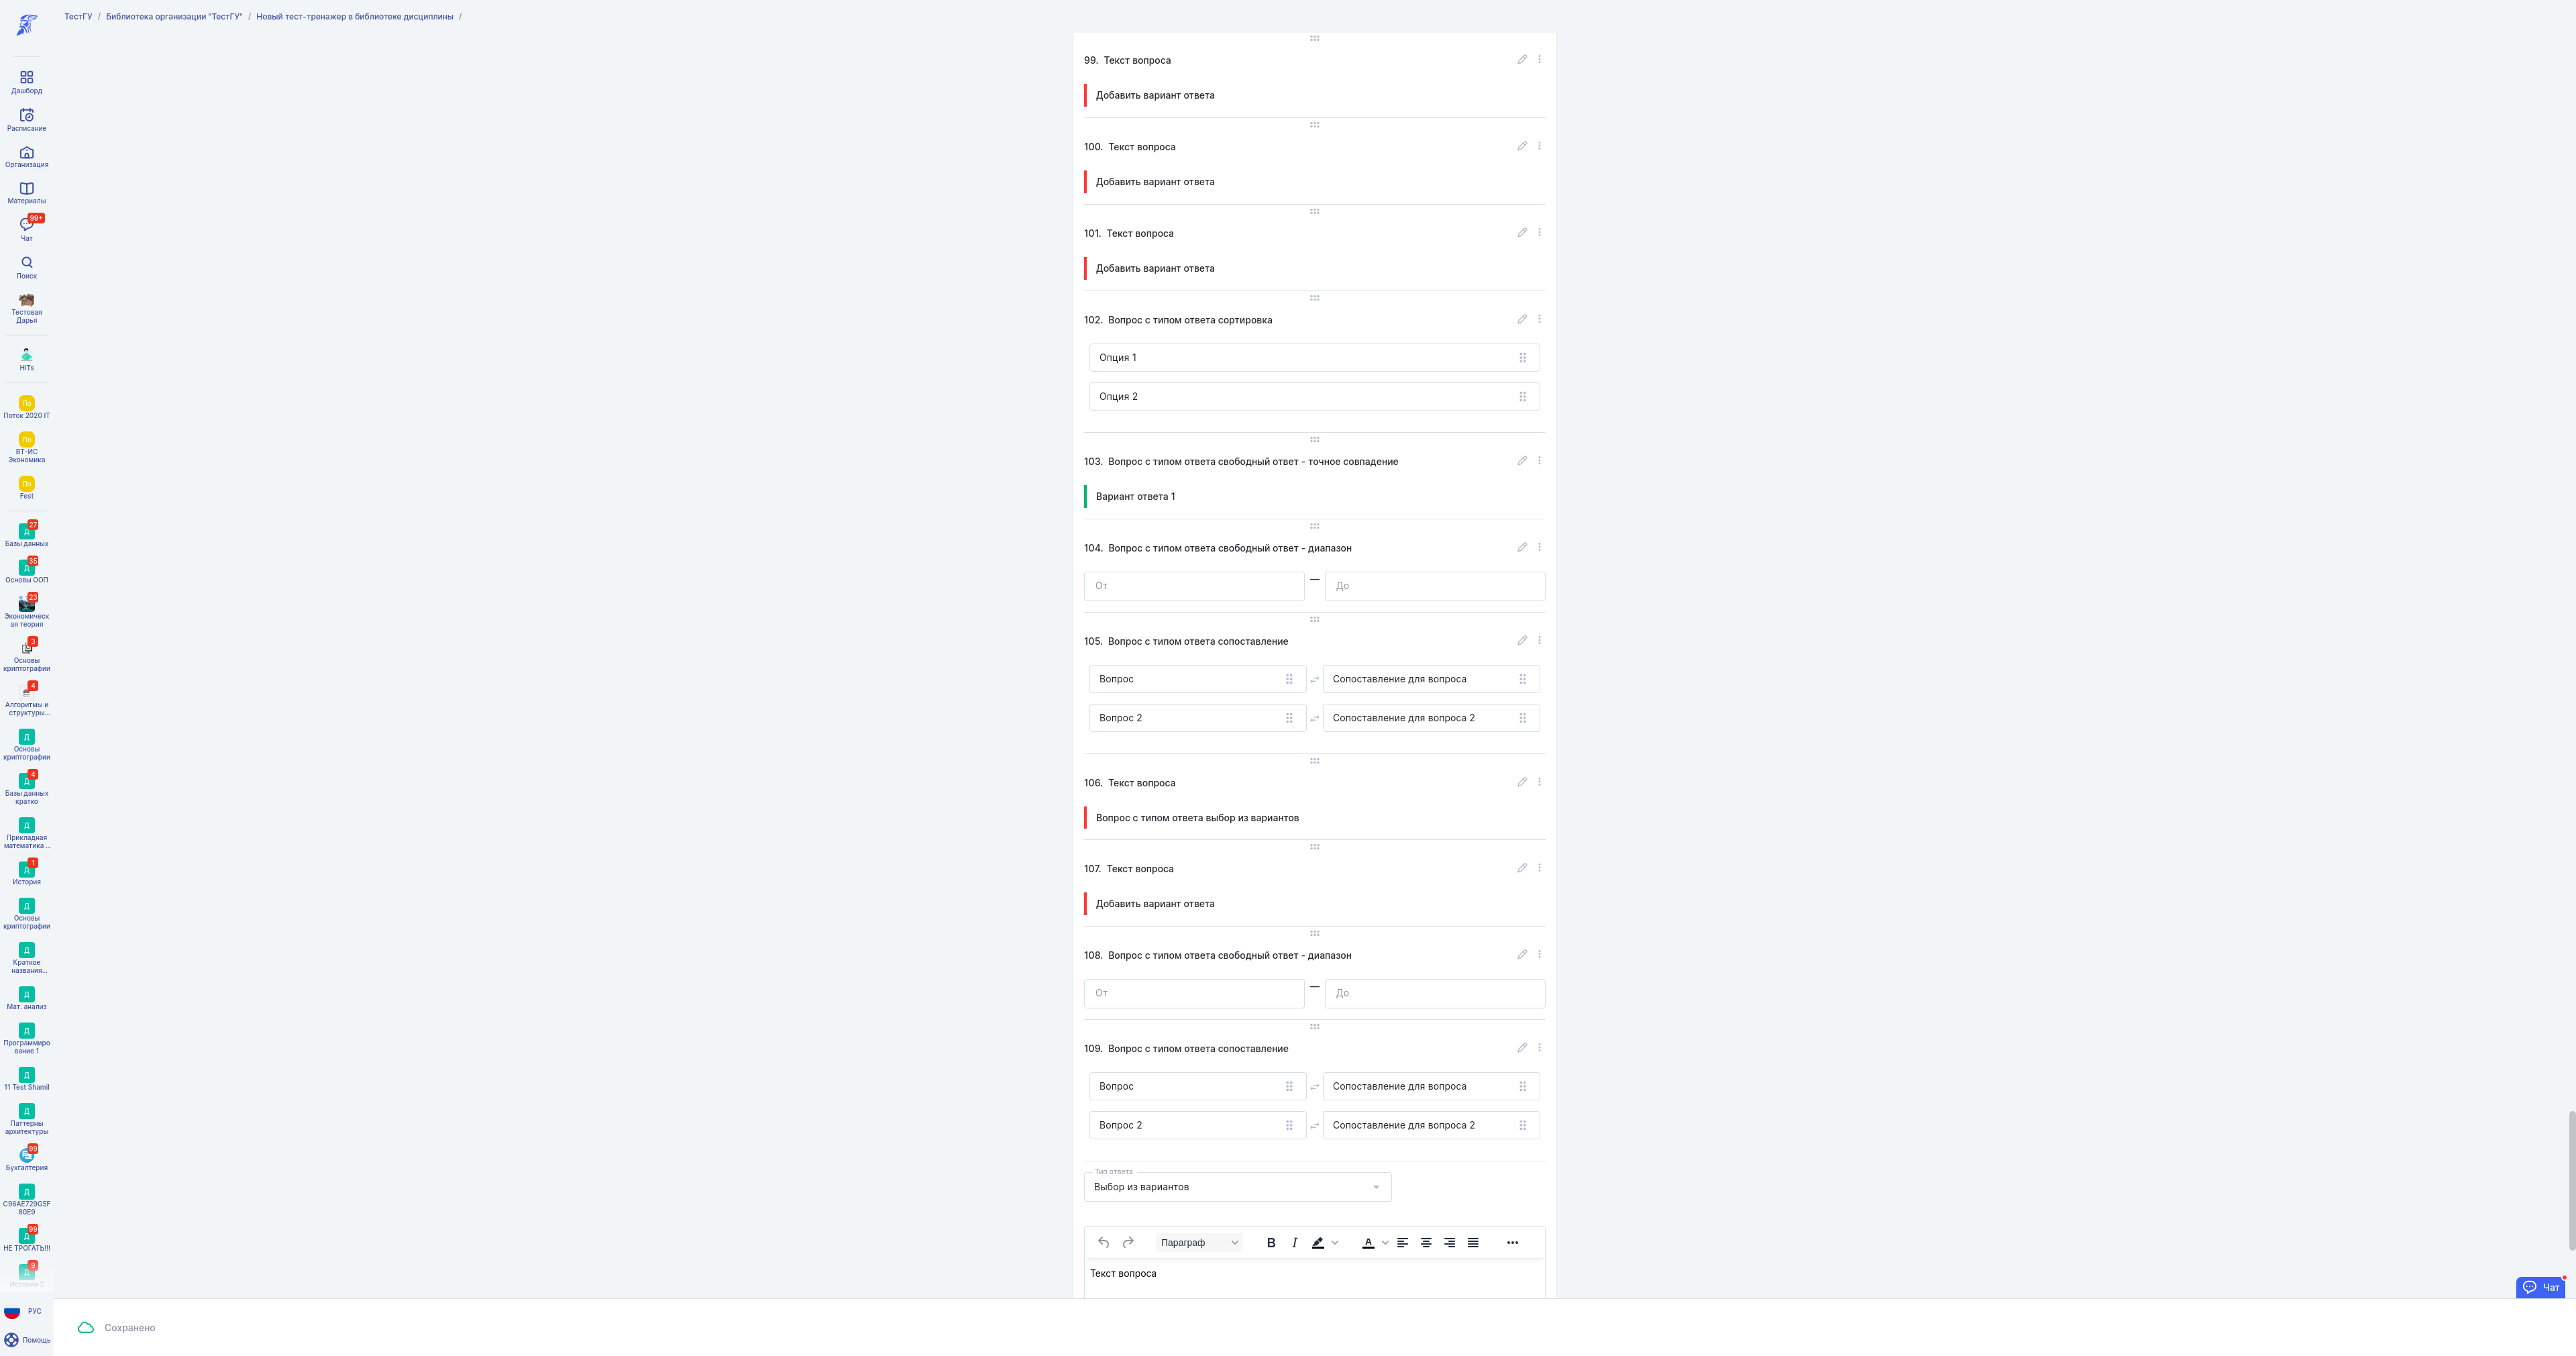 ТестГУ / Библиотека организации "ТестГУ" / Новый тест-тренажер в библиотеке дисциплины /
Дашборд
Расписание
Организация
Материалы
99+
Чат
Поиск
Тестовая
Дарья
HITs
По
Поток 2020 IT
По
ВТ-ИС
Экономика
По
Fest
27
Д
Базы данных
35
Д
Основы ООП
23
Экономическ
ая теория
3
Основы
криптографии
4
Алгоритмы и
структуры...
Д
Основы
криптографии
4
Д
Базы данных
кратко
Д
Прикладная
математика ...
1
Д
История
Д
Основы
криптографии
Д
Краткое
названия...
Д
Мат. анализ
Д
Программиро
вание 1
Д
11 Test Shamil
Д
Паттерны
архитектуры
99
Бухгалтерия
Д
C96AE729G5F
80E9
99
Д
НЕ ТРОГАТЬ!!!
9
Д
История 2
РУС
Помощь
99. Текст вопроса
Добавить вариант ответа
100. Текст вопроса
Добавить вариант ответа
101. Текст вопроса
Добавить вариант ответа
102. Вопрос с типом ответа сортировка
Опция 1
Опция 2
103. Вопрос с типом ответа свободный ответ - точное совпадение
Вариант ответа 1
104. Вопрос с типом ответа свободный ответ - диапазон
От — До
105. Вопрос с типом ответа сопоставление
Вопрос Сопоставление для вопроса
Вопрос 2 Сопоставление для вопроса 2
106. Текст вопроса
Вопрос с типом ответа выбор из вариантов
107. Текст вопроса
Добавить вариант ответа
108. Вопрос с типом ответа свободный ответ - диапазон
От — До
109. Вопрос с типом ответа сопоставление
Вопрос Сопоставление для вопроса
Вопрос 2 Сопоставление для вопроса 2
Тип ответа
Выбор из вариантов
Параграф B I A
Текст вопроса
Чат
Сохранено